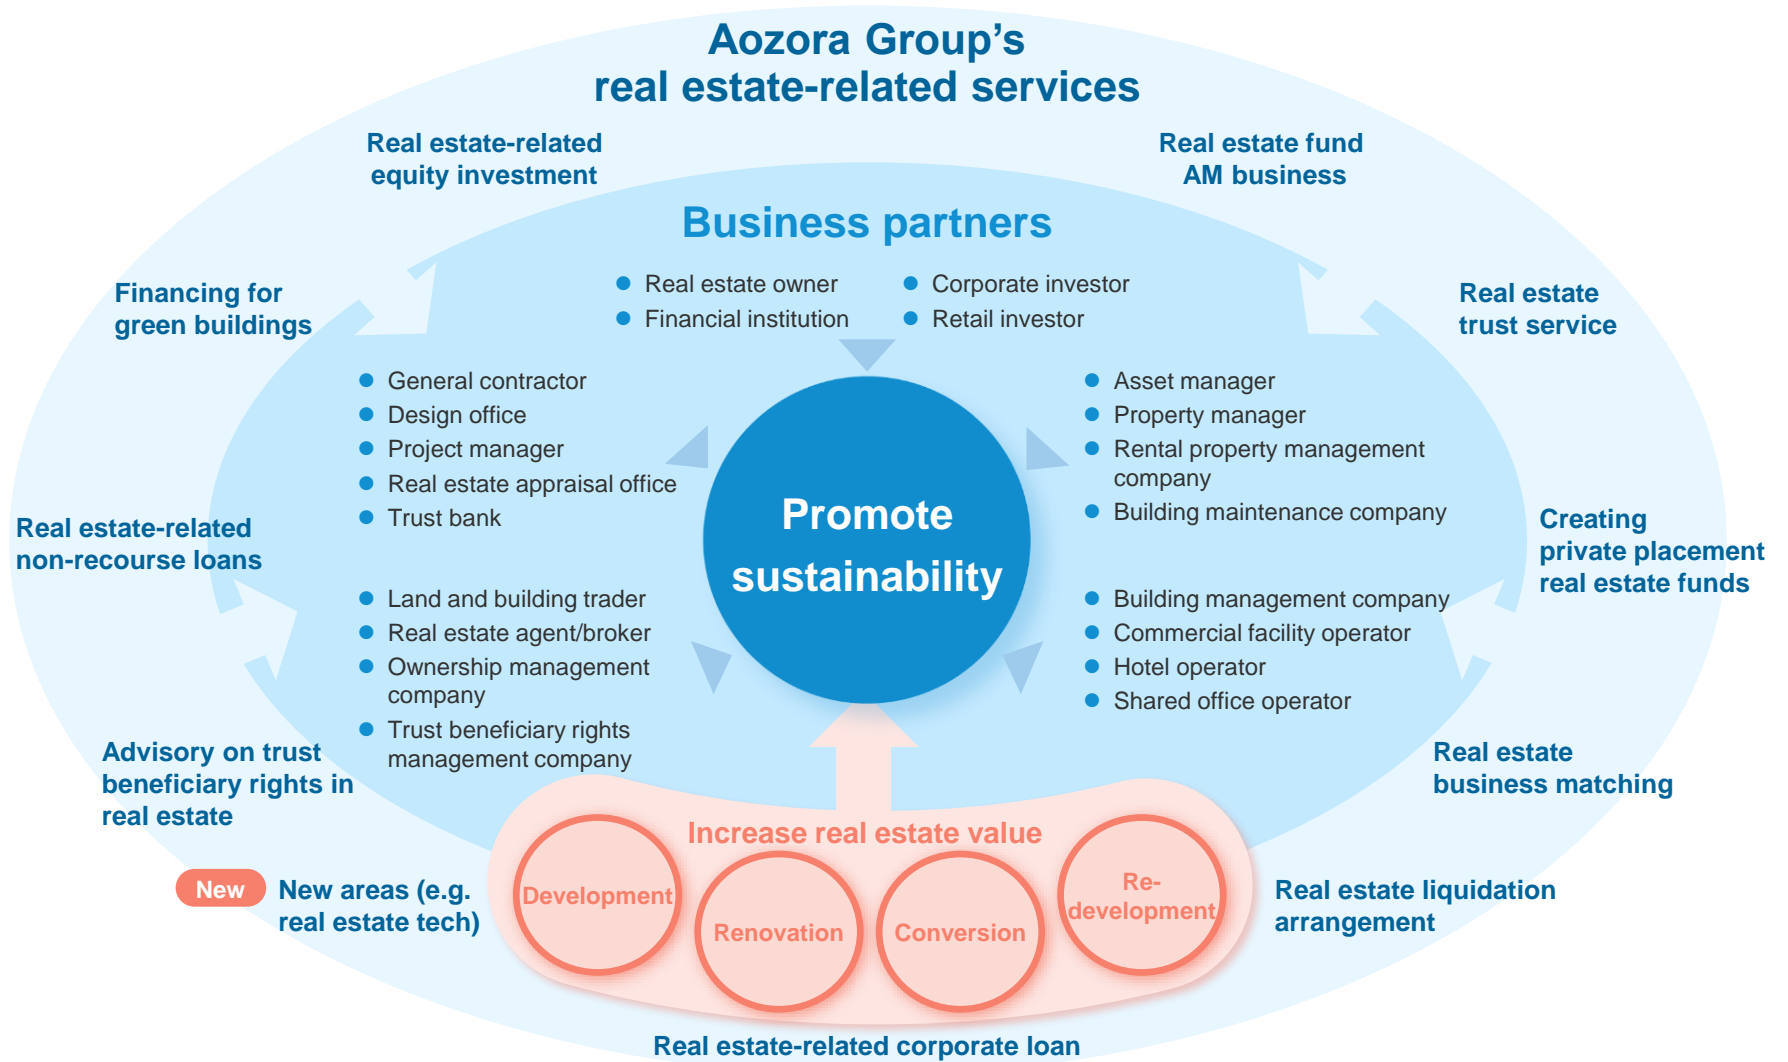 Aozora Group's
real estate-related services
Real estate-related
equity investment
Real estate fund
AM business
Business partners
Financing for
green buildings
● Real estate owner
● Financial institution
● Corporate investor
● Retail investor
Real estate
trust service
● General contractor
● Design office
● Project manager
● Real estate appraisal office
● Trust bank
● Asset manager
● Property manager
● Rental property management
company
● Building maintenance company
Promote
sustainability
Real estate-related
non-recourse loans
Creating
private placement
real estate funds
● Land and building trader
● Real estate agent/broker
● Ownership management
company
● Trust beneficiary rights
management company
● Building management company
● Commercial facility operator
● Hotel operator
● Shared office operator
Advisory on trust
beneficiary rights in
real estate
Real estate
business matching
Increase real estate value
Development
Renovation
Conversion
Re-
development
New
New areas (e.g.
real estate tech)
Real estate liquidation
arrangement
Real estate-related corporate loan